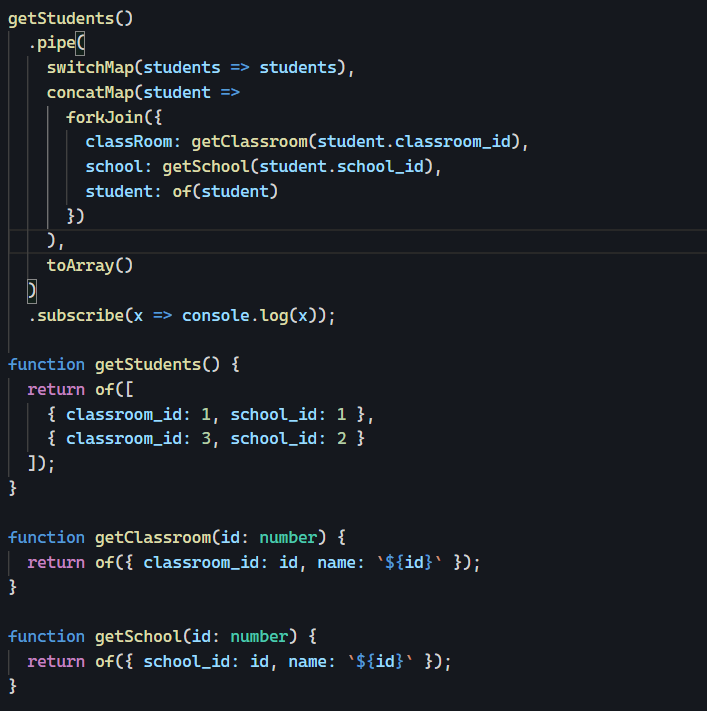 getStudents()
  .pipe(
    switchMap(students => students),
    concatMap(student =>
      forkJoin({
        classRoom: getClassroom(student.classroom_id),
        school: getSchool(student.school_id),
        student: of(student)
      })
    ),
    toArray()
  )
  .subscribe(x => console.log(x));

function getStudents() {
  return of([
    { classroom_id: 1, school_id: 1 },
    { classroom_id: 3, school_id: 2 }
  ]);
}

function getClassroom(id: number) {
  return of({ classroom_id: id, name: `${id}` });
}

function getSchool(id: number) {
  return of({ school_id: id, name: `${id}` });
}